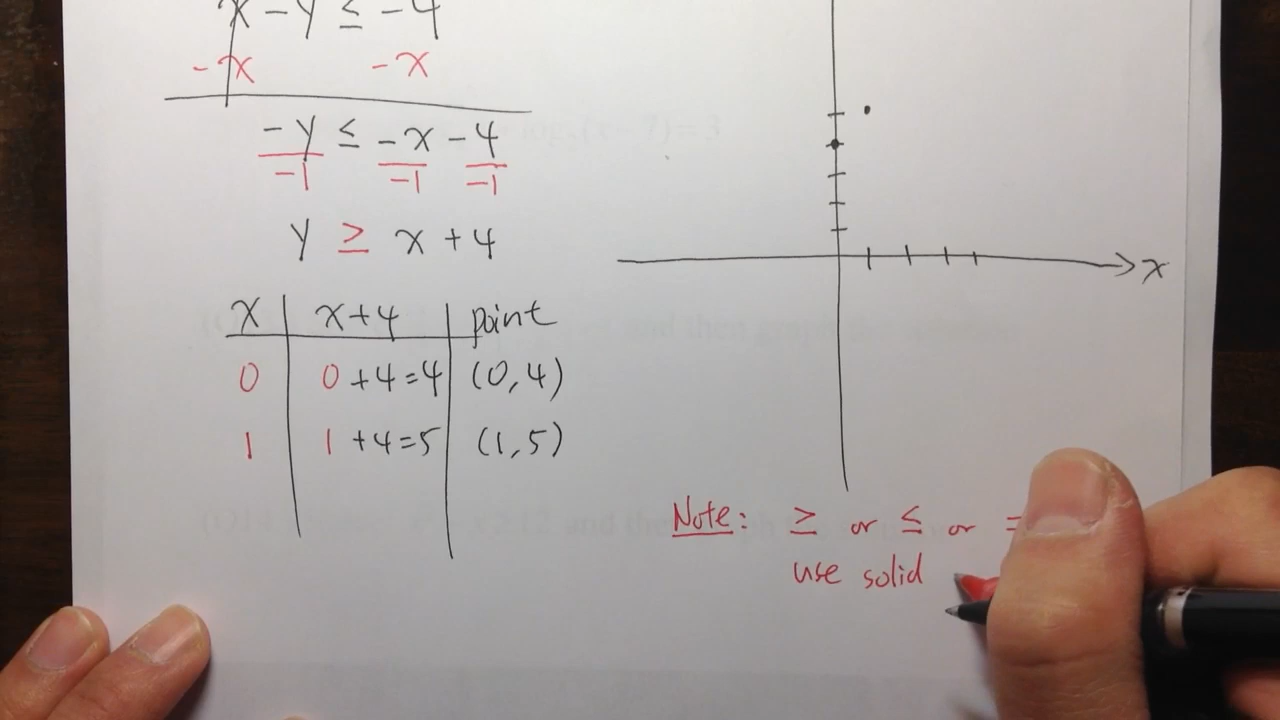 x - y ≤ -4
-x -x
-y ≤ -x - 4
-1 -1 -1
y ≥ x + 4
x x+4 point
0 0+4=4 (0,4)
1 1+4=5 (1,5)
x
Note: ≥ or ≤ or =
use solid